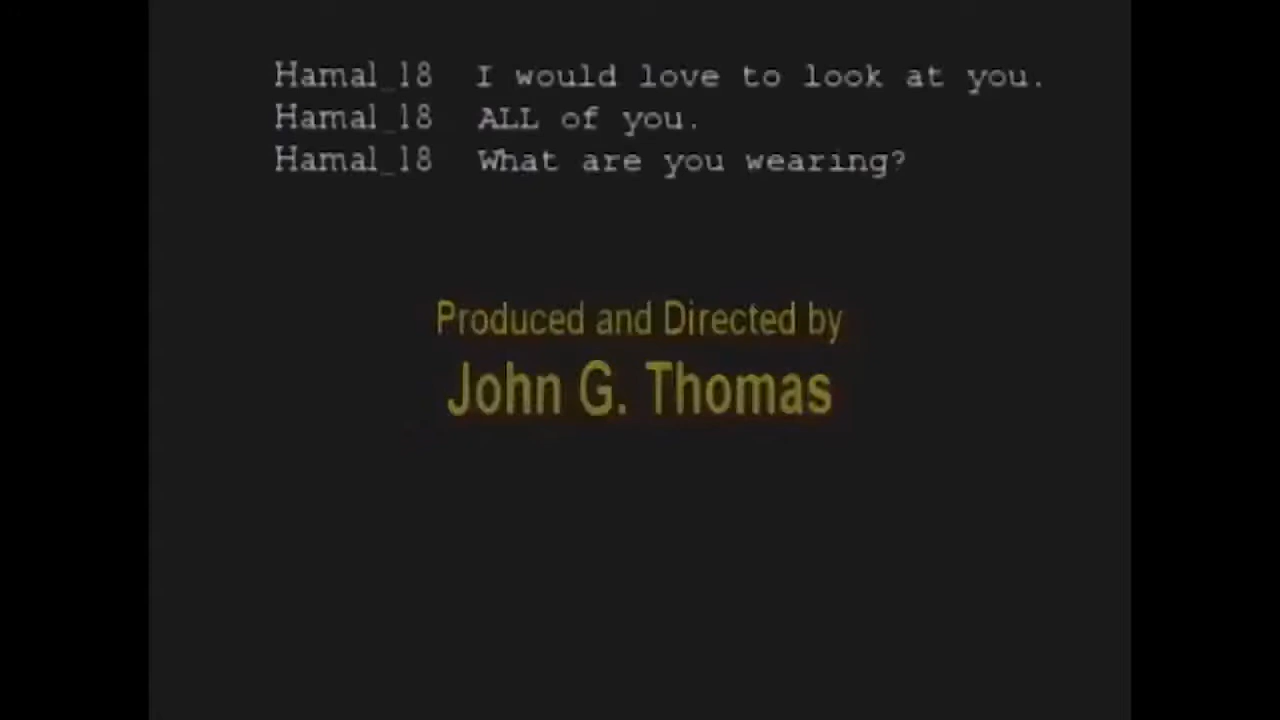 Hamal_18 I would love to look at you.
Hamal_18 ALL of you.
Hamal_18 What are you wearing?
Produced and Directed by
John G. Thomas